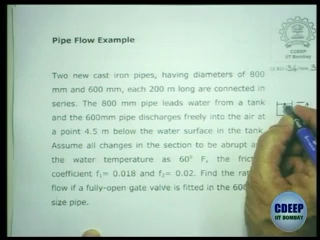 Pipe Flow Example
CDEEP
IIT Bombay
Two new cast iron pipes, having diameters of 800
mm and 600 mm, each 200 m long are connected in
series. The 800 mm pipe leads water from a tank
and the 600mm pipe discharges freely into the air at
a point 4.5 m below the water surface in the tank.
Assume all changes in the section to be abrupt a
the water temperature as 60° F, the fric
coefficient f₁= 0.018 and f₂= 0.02. Find the rat
flow if a fully-open gate valve is fitted in the 60
size pipe.
CDEEP
IIT BOMBAY